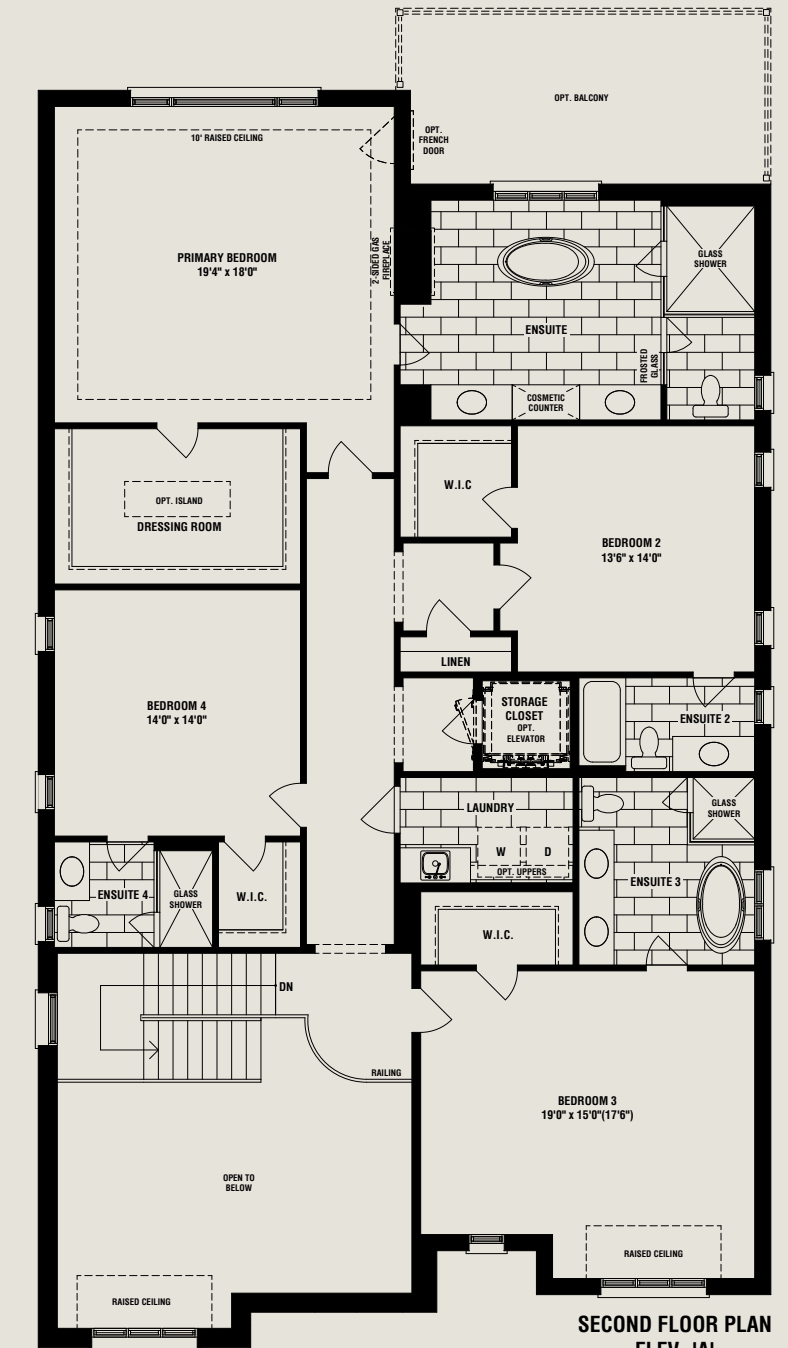 OPT. BALCONY
10' RAISED CEILING
OPT.
FRENCH
DOOR
PRIMARY BEDROOM
19'4" x 18'0"
2-SIDED GAS
FIREPLACE
GLASS
SHOWER
ENSUITE
FROSTED
GLASS
COSMETIC
COUNTER
W.I.C
OPT. ISLAND
DRESSING ROOM
BEDROOM 2
13'6" x 14'0"
LINEN
BEDROOM 4
14'0" x 14'0"
STORAGE
CLOSET
OPT.
ELEVATOR
ENSUITE 2
LAUNDRY
GLASS
SHOWER
W
D
OPT. UPPERS
ENSUITE 3
ENSUITE 4
GLASS
SHOWER
W.I.C.
W.I.C.
DN
RAILING
BEDROOM 3
19'0" x 15'0"(17'6")
OPEN TO
BELOW
RAISED CEILING
RAISED CEILING
SECOND FLOOR PLAN
ELEV. 'A'